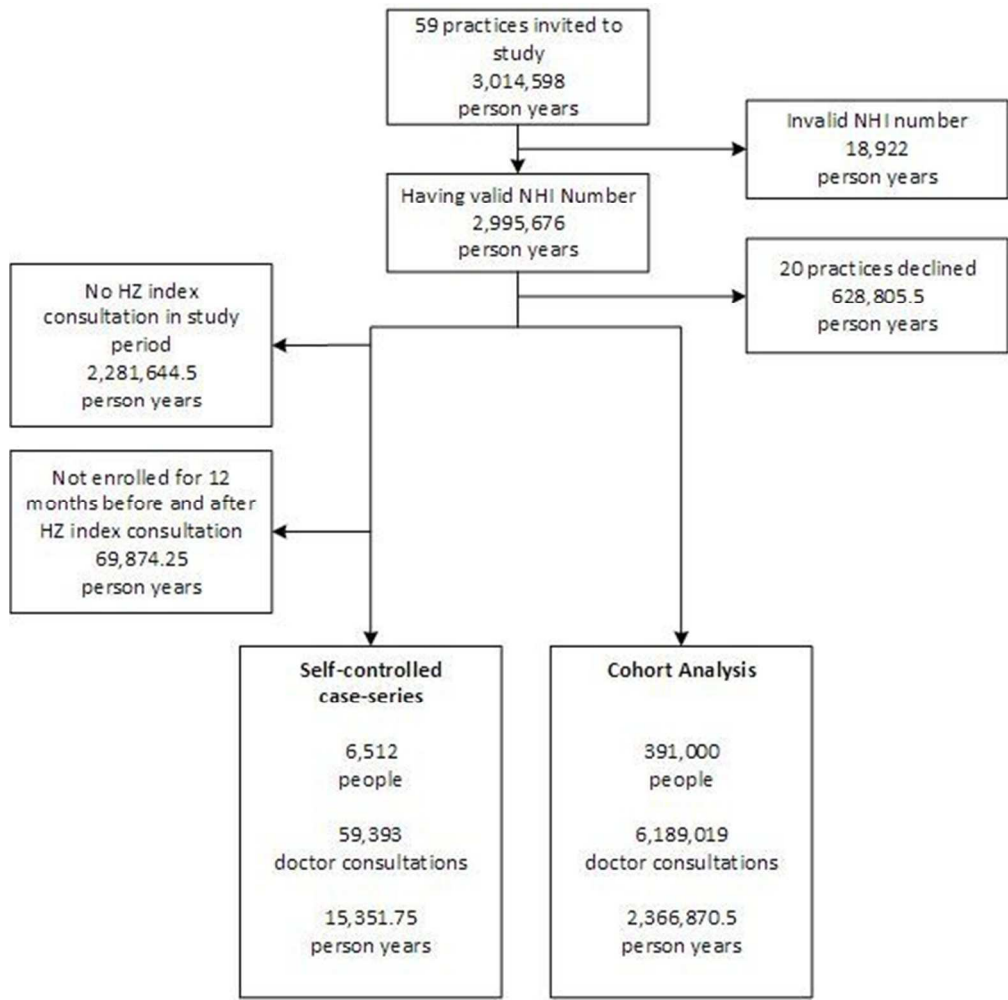 59 practices invited to
study
3,014,598
person years
Invalid NHI number
18,922
person years
Having valid NHI Number
2,995,676
person years
20 practices declined
628,805.5
person years
No HZ index
consultation in study
period
2,281,644.5
person years
Not enrolled for 12
months before and after
HZ index consultation
69,874.25
person years
Self-controlled
case-series
6,512
people
59,393
doctor consultations
15,351.75
person years
Cohort Analysis
391,000
people
6,189,019
doctor consultations
2,366,870.5
person years